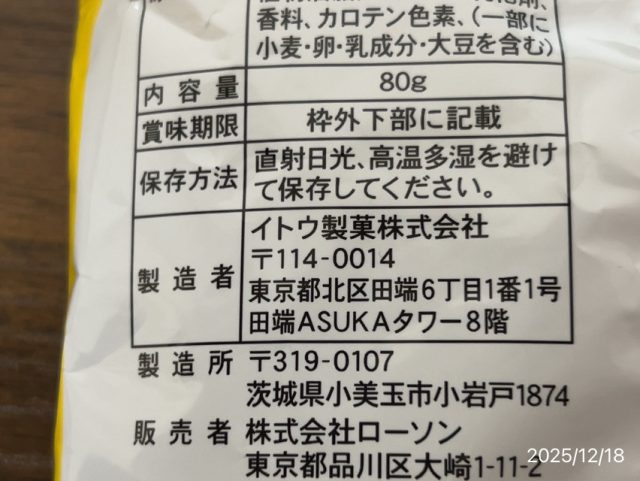 香料、カロテン色素、(一部に
小麦・卵・乳成分・大豆を含む)
内容量 80g
賞味期限 枠外下部に記載
保存方法 直射日光、高温多湿を避け
て保存してください。
製造者 イトウ製菓株式会社
〒114-0014
東京都北区田端6丁目1番1号
田端ASUKAタワー8階
製造所 〒319-0107
茨城県小美玉市小岩戸1874
販売者 株式会社ローソン
東京都品川区大崎1-11-2
2025/12/18